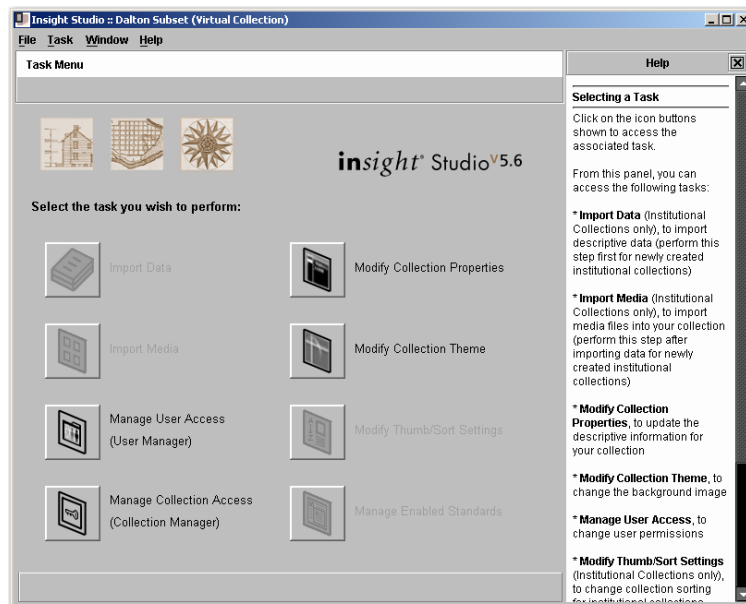 Insight Studio :: Dalton Subset (Virtual Collection)
File Task Window Help
Task Menu
insight® Studio V5.6
Select the task you wish to perform:
Import Data
Modify Collection Properties
Import Media
Modify Collection Theme
Manage User Access
(User Manager)
Modify Thumb/Sort Settings
Manage Collection Access
(Collection Manager)
Manage Enabled Standards
Help
Selecting a Task
Click on the icon buttons
shown to access the
associated task.
From this panel, you can
access the following tasks:
* Import Data (Institutional
Collections only), to import
descriptive data (perform this
step first for newly created
institutional collections)
* Import Media (Institutional
Collections only), to import
media files into your collection
(perform this step after
importing data for newly
created institutional
collections)
* Modify Collection
Properties, to update the
descriptive information for
your collection
* Modify Collection Theme, to
change the background image
* Manage User Access, to
change user permissions
* Modify Thumb/Sort Settings
(Institutional Collections only),
to change collection sorting
for institutional collections